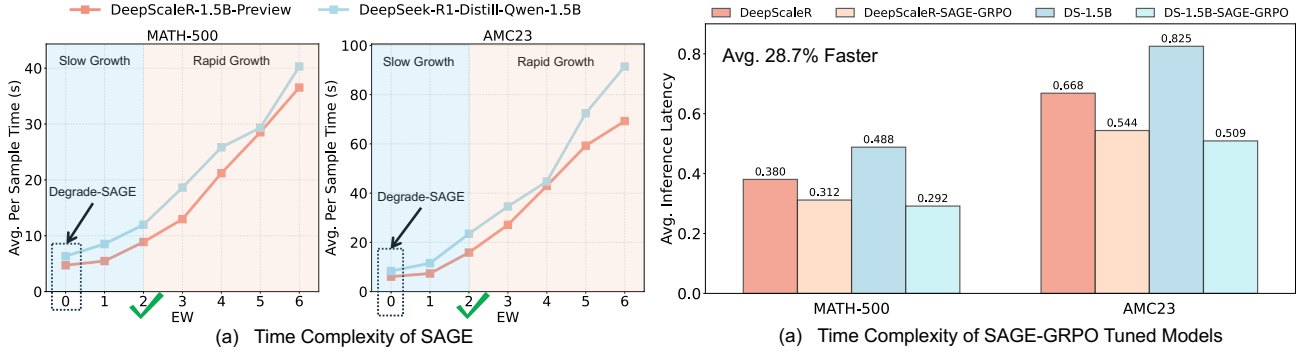 DeepScaleR-1.5B-Preview
DeepSeek-R1-Distill-Qwen-1.5B
MATH-500
Slow Growth
Rapid Growth
Degrade-SAGE
Avg. Per Sample Time (s)
40
30
20
10
0
0 1 2 3 4 5 6
EW
AMC23
Slow Growth
Rapid Growth
Degrade-SAGE
Avg. Per Sample Time (s)
100
80
60
40
20
0
0 1 2 3 4 5 6
EW
(a) Time Complexity of SAGE
DeepScaleR
DeepScaleR-SAGE-GRPO
DS-1.5B
DS-1.5B-SAGE-GRPO
Avg. 28.7% Faster
Avg. Inference Latency
0.8
0.6
0.4
0.2
0.0
0.380
0.312
0.488
0.292
0.668
0.544
0.825
0.509
MATH-500
AMC23
(a) Time Complexity of SAGE-GRPO Tuned Models